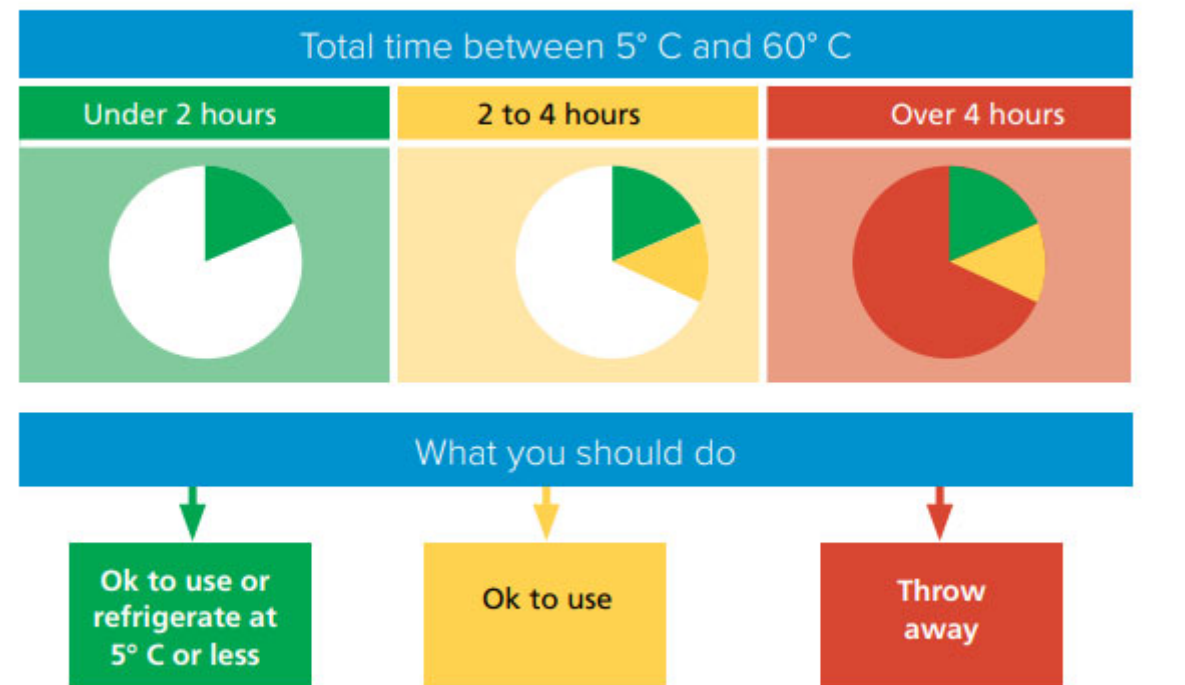 Total time between 5° C and 60° C
Under 2 hours
2 to 4 hours
Over 4 hours
What you should do
Ok to use or
refrigerate at
5° C or less
Ok to use
Throw
away